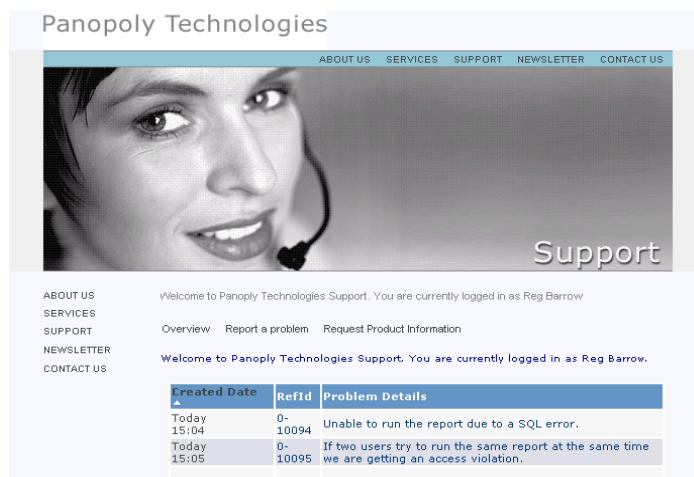 Panopoly Technologies
ABOUT US SERVICES SUPPORT NEWSLETTER CONTACT US
Support
ABOUT US
SERVICES
SUPPORT
NEWSLETTER
CONTACT US
Welcome to Panoply Technologies Support. You are currently logged in as Reg Barrow
Overview Report a problem Request Product Information
Welcome to Panoply Technologies Support. You are currently logged in as Reg Barrow.
Created Date RefId Problem Details
Today 15:04 0-10094 Unable to run the report due to a SQL error.
Today 15:05 0-10095 If two users try to run the same report at the same time
we are getting an access violation.